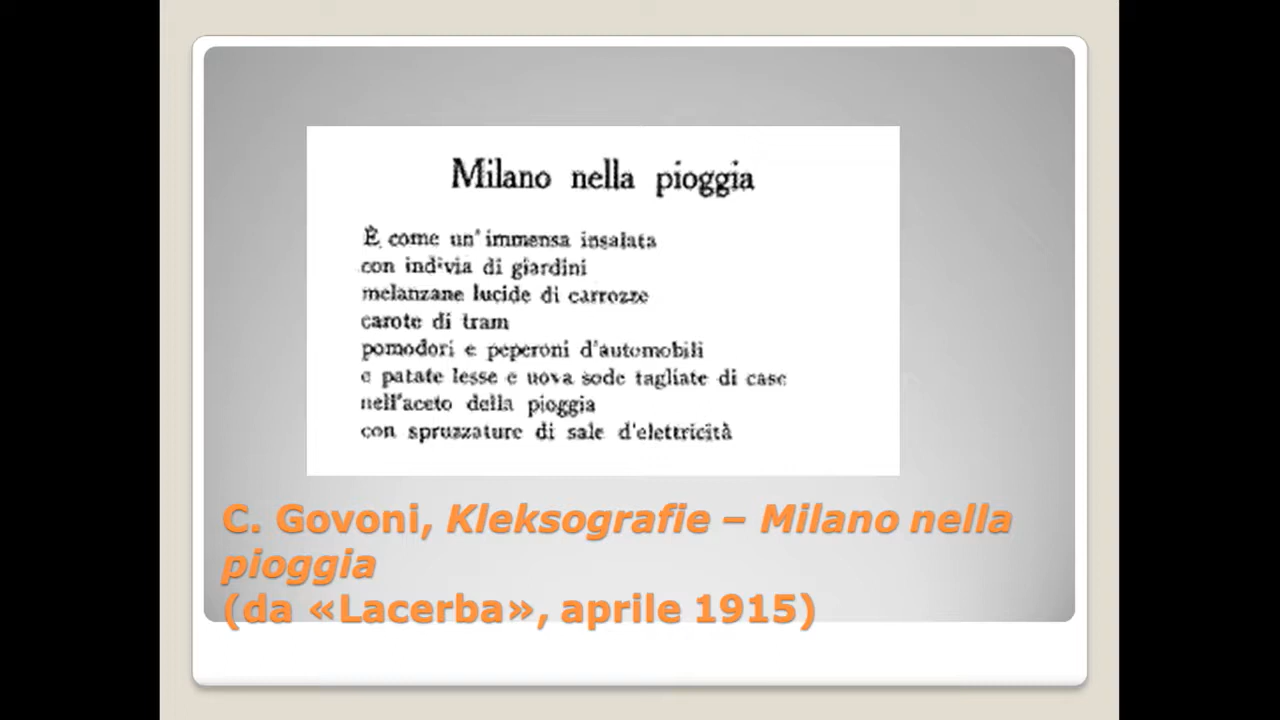 Milano nella pioggia
È come un' immensa insalata
con indivia di giardini
melanzane lucide di carrozze
carote di tram
pomodori e peperoni d'automobili
e patate lesse e uova sode tagliate di case
nell'aceto della pioggia
con spruzzature di sale d'elettricità
C. Govoni, Kleksografie – Milano nella
pioggia
(da «Lacerba», aprile 1915)